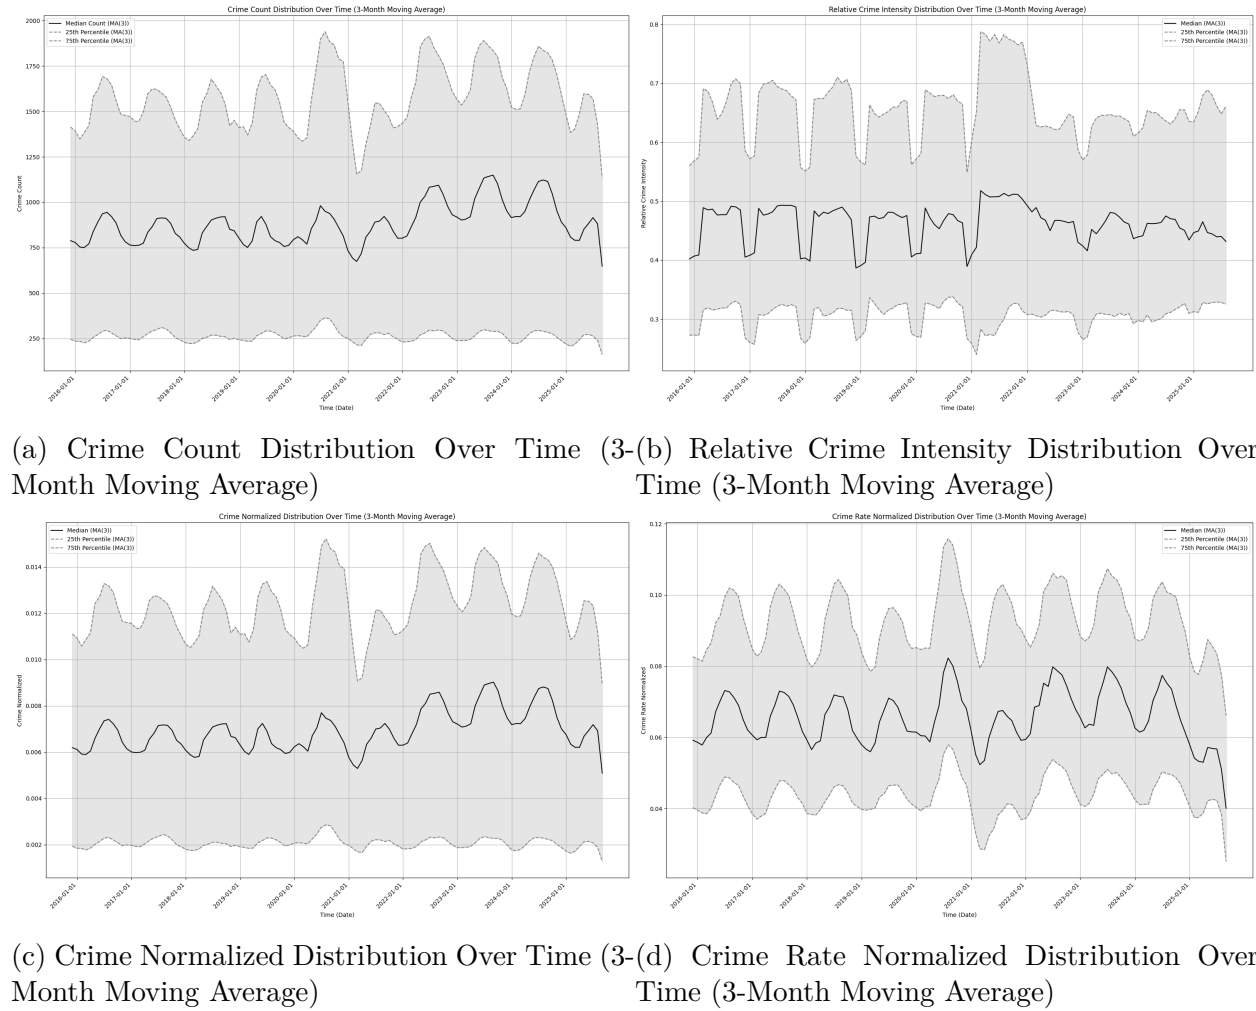 Crime Count Distribution Over Time (3-Month Moving Average)
Median Count (MA(3))
25th Percentile (MA(3))
75th Percentile (MA(3))
2000
1750
1500
1250
1000
750
500
250
Crime Count
2016-01-01
2017-01-01
2018-01-01
2019-01-01
2020-01-01
2021-01-01
2022-01-01
2023-01-01
2024-01-01
2025-01-01
Time (Date)
Relative Crime Intensity Distribution Over Time (3-Month Moving Average)
Median (MA(3))
25th Percentile (MA(3))
75th Percentile (MA(3))
0.8
0.7
0.6
0.5
0.4
0.3
Relative Crime Intensity
2016-01-01
2017-01-01
2018-01-01
2019-01-01
2020-01-01
2021-01-01
2022-01-01
2023-01-01
2024-01-01
2025-01-01
Time (Date)
(a) Crime Count Distribution Over Time (3-
Month Moving Average)
(b) Relative Crime Intensity Distribution Over
Time (3-Month Moving Average)
Crime Normalized Distribution Over Time (3-Month Moving Average)
Median (MA(3))
25th Percentile (MA(3))
75th Percentile (MA(3))
0.014
0.012
0.010
0.008
0.006
0.004
0.002
Crime Normalized
2016-01-01
2017-01-01
2018-01-01
2019-01-01
2020-01-01
2021-01-01
2022-01-01
2023-01-01
2024-01-01
2025-01-01
Time (Date)
Crime Rate Normalized Distribution Over Time (3-Month Moving Average)
Median (MA(3))
25th Percentile (MA(3))
75th Percentile (MA(3))
0.12
0.10
0.08
0.06
0.04
Crime Rate Normalized
2016-01-01
2017-01-01
2018-01-01
2019-01-01
2020-01-01
2021-01-01
2022-01-01
2023-01-01
2024-01-01
2025-01-01
Time (Date)
(c) Crime Normalized Distribution Over Time (3-
Month Moving Average)
(d) Crime Rate Normalized Distribution Over
Time (3-Month Moving Average)